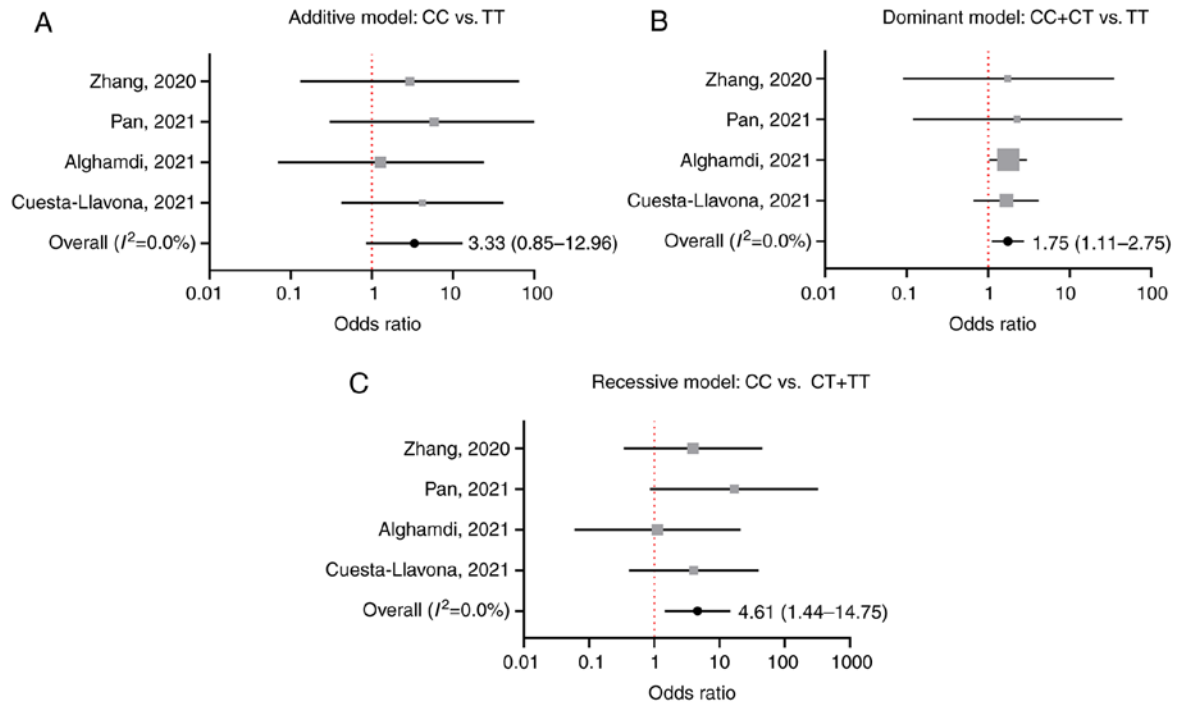 A
Additive model: CC vs. TT
Zhang, 2020
Pan, 2021
Alghamdi, 2021
Cuesta-Llavona, 2021
Overall (I²=0.0%)
3.33 (0.85–12.96)
0.01 0.1 1 10 100
Odds ratio
B
Dominant model: CC+CT vs. TT
Zhang, 2020
Pan, 2021
Alghamdi, 2021
Cuesta-Llavona, 2021
Overall (I²=0.0%)
1.75 (1.11–2.75)
0.01 0.1 1 10 100
Odds ratio
C
Recessive model: CC vs. CT+TT
Zhang, 2020
Pan, 2021
Alghamdi, 2021
Cuesta-Llavona, 2021
Overall (I²=0.0%)
4.61 (1.44–14.75)
0.01 0.1 1 10 100 1000
Odds ratio